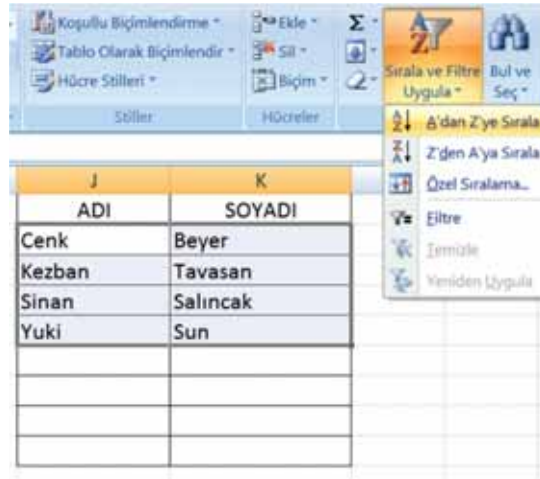 Koşullu Biçimlendirme
Tablo Olarak Biçimlendir
Hücre Stilleri
Stiller
Ekle
Sil
Biçim
Hücreler
Σ
Sırala ve Filtre
Uygula
Bul ve
Seç
A'dan Z'ye Sırala
Z'den A'ya Sırala
Özel Sıralama...
Filtre
Temizle
Yeniden Uygula
J K
ADI SOYADI
Cenk Beyer
Kezban Tavasan
Sinan Salıncak
Yuki Sun